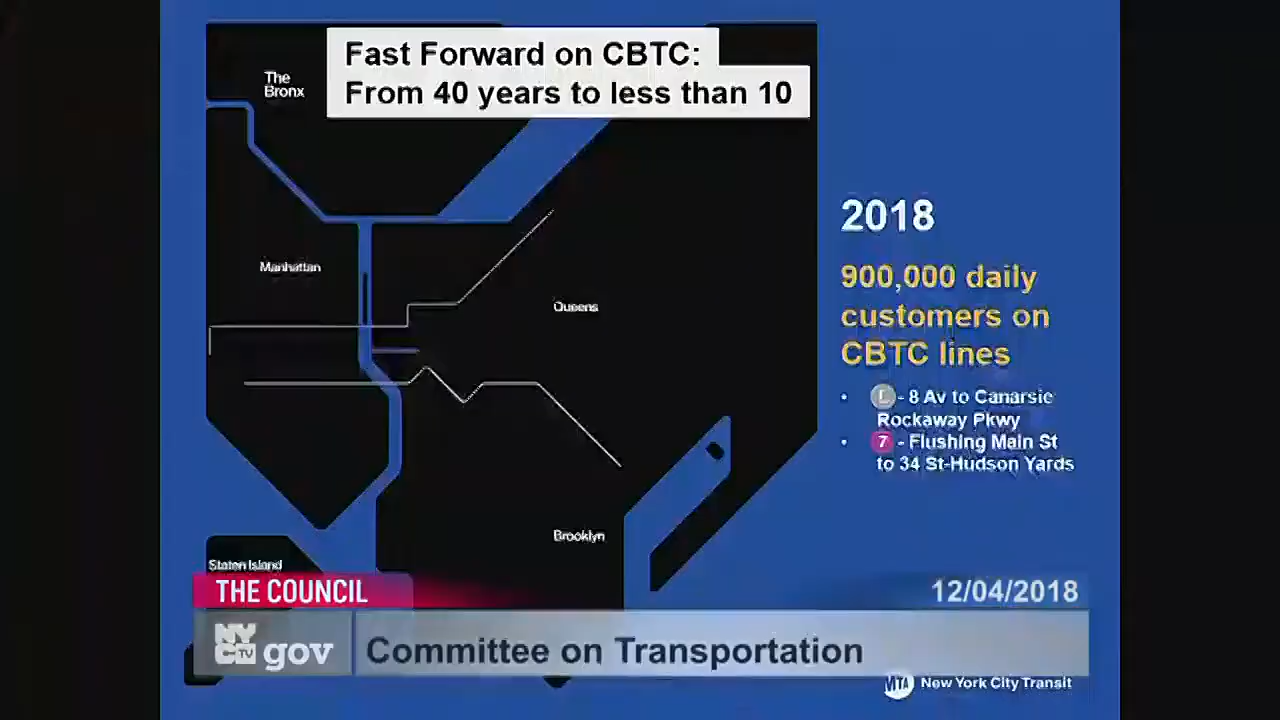 Fast Forward on CBTC:
From 40 years to less than 10
The
Bronx
Manhattan
Queens
Brooklyn
Staten Island
2018
900,000 daily
customers on
CBTC lines
• L - 8 Av to Canarsie
Rockaway Pkwy
• 7 - Flushing Main St
to 34 St-Hudson Yards
THE COUNCIL
12/04/2018
NYC TV gov
Committee on Transportation
MTA New York City Transit